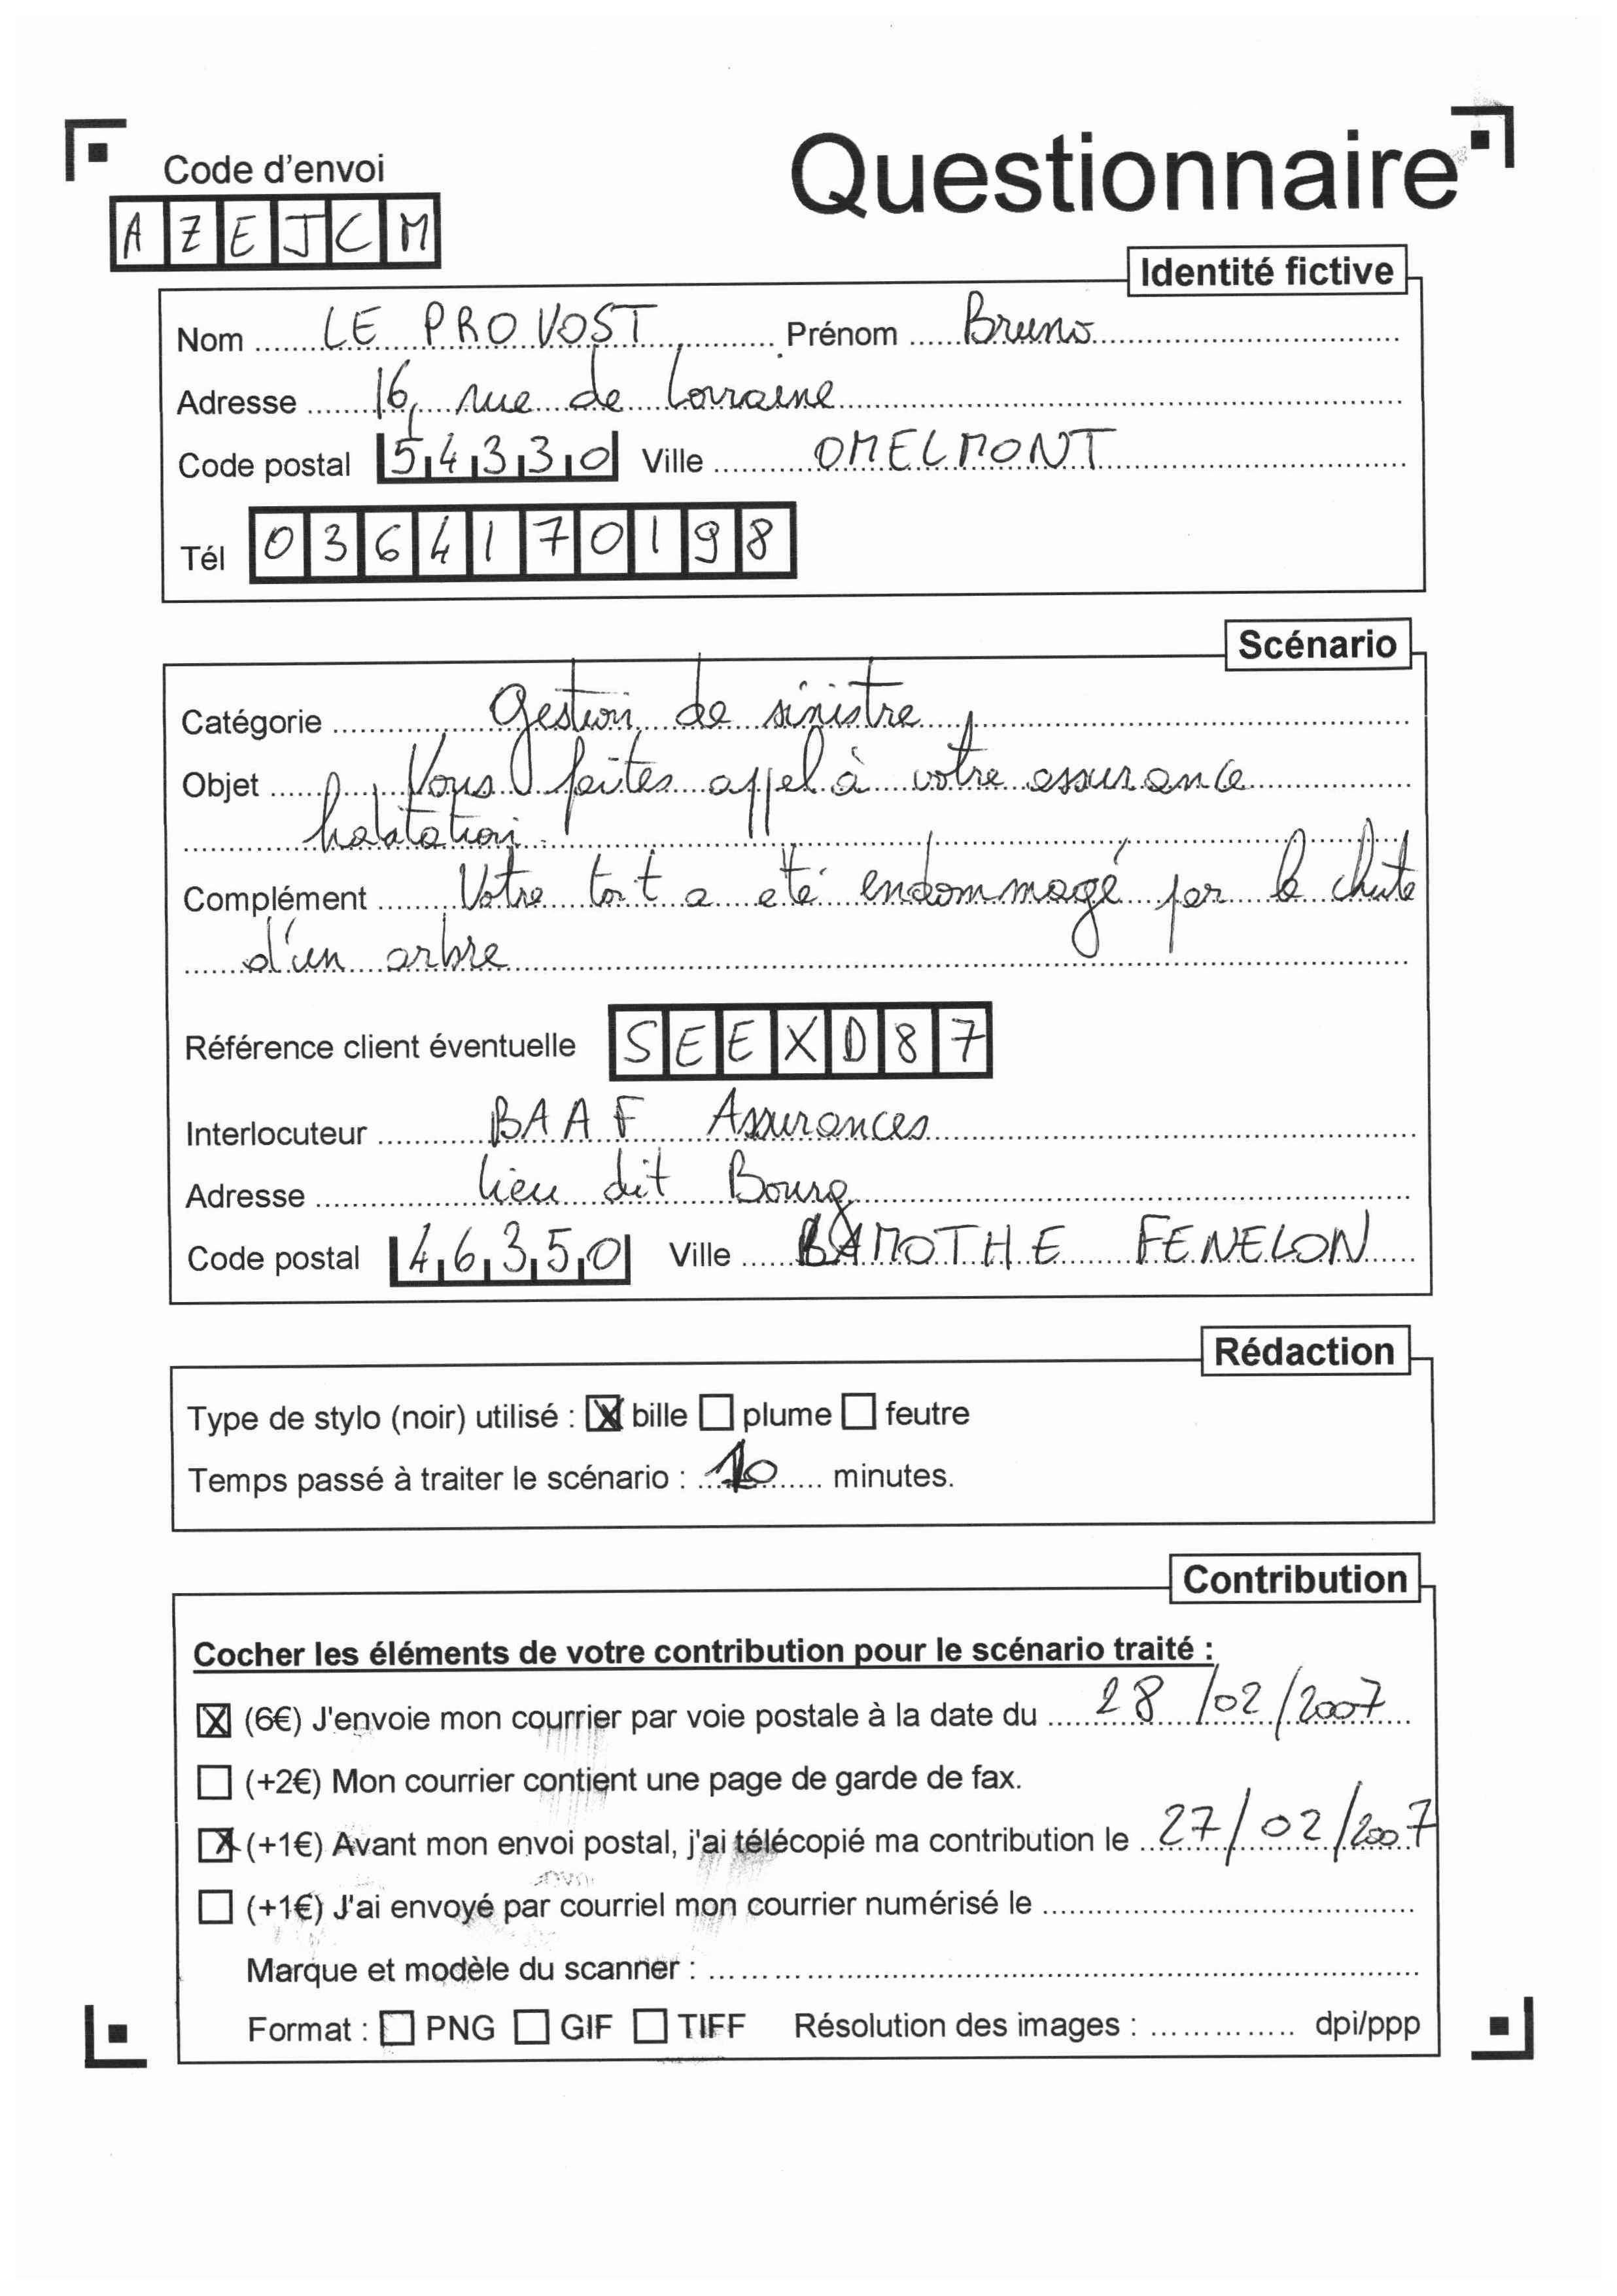 Questionnaire
Code d'envoi
AZEJCM
Identité fictive
Nom LE PROVOST Prénom Bruno
Adresse 16, rue de Lorraine
Code postal 54330 Ville OMELMONT
Tél 0364170198
Scénario
Catégorie Gestion de sinistre
Objet Vous faites appel à votre assurance
habitation.
Complément Votre toit a été endommagé par la chute
d'un arbre
Référence client éventuelle SEEXD87
Interlocuteur BAAF Assurances
Adresse lieu dit Bourg
Code postal 46350 Ville LAMOTHE FENELON
Rédaction
Type de stylo (noir) utilisé : ☒ bille ☐ plume ☐ feutre
Temps passé à traiter le scénario : 10 minutes.
Contribution
Cocher les éléments de votre contribution pour le scénario traité :
☒ (6€) J'envoie mon courrier par voie postale à la date du 28/02/2007
☐ (+2€) Mon courrier contient une page de garde de fax.
☒ (+1€) Avant mon envoi postal, j'ai télécopié ma contribution le 27/02/2007
☐ (+1€) J'ai envoyé par courriel mon courrier numérisé le
Marque et modèle du scanner :
Format : ☐ PNG ☐ GIF ☐ TIFF Résolution des images : dpi/ppp